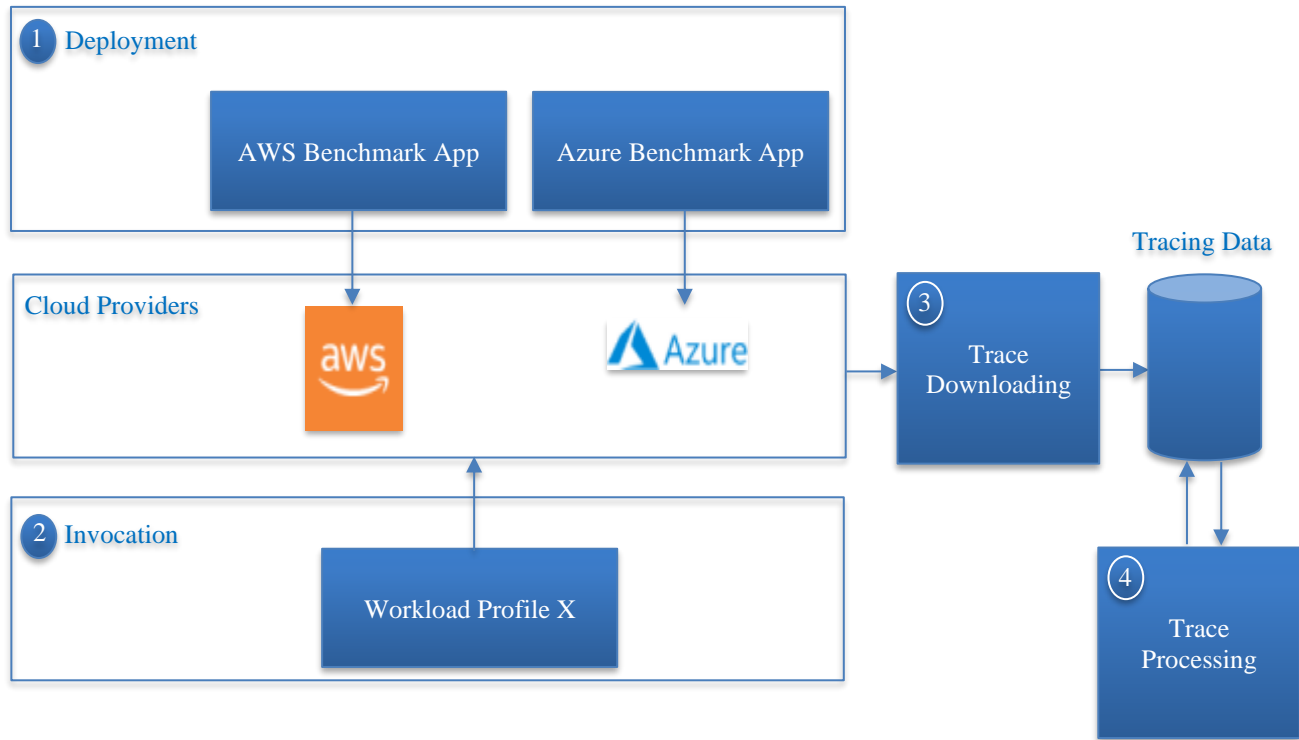 1 Deployment
AWS Benchmark App
Azure Benchmark App
Cloud Providers
aws
Azure
3
Trace
Downloading
Tracing Data
2 Invocation
Workload Profile X
4
Trace
Processing